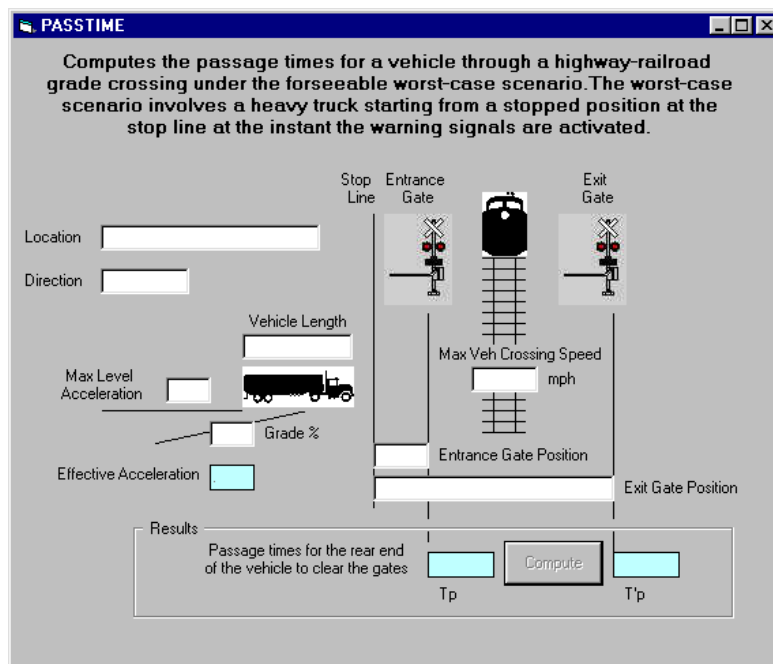 PASSTIME
Computes the passage times for a vehicle through a highway-railroad
grade crossing under the forseeable worst-case scenario.The worst-case
scenario involves a heavy truck starting from a stopped position at the
stop line at the instant the warning signals are activated.
Stop
Line
Entrance
Gate
Exit
Gate
Location
Direction
Vehicle Length
Max Level
Acceleration
Max Veh Crossing Speed
mph
Grade %
Entrance Gate Position
Effective Acceleration
.
Exit Gate Position
Results
Passage times for the rear end
of the vehicle to clear the gates
Compute
Tp
T'p